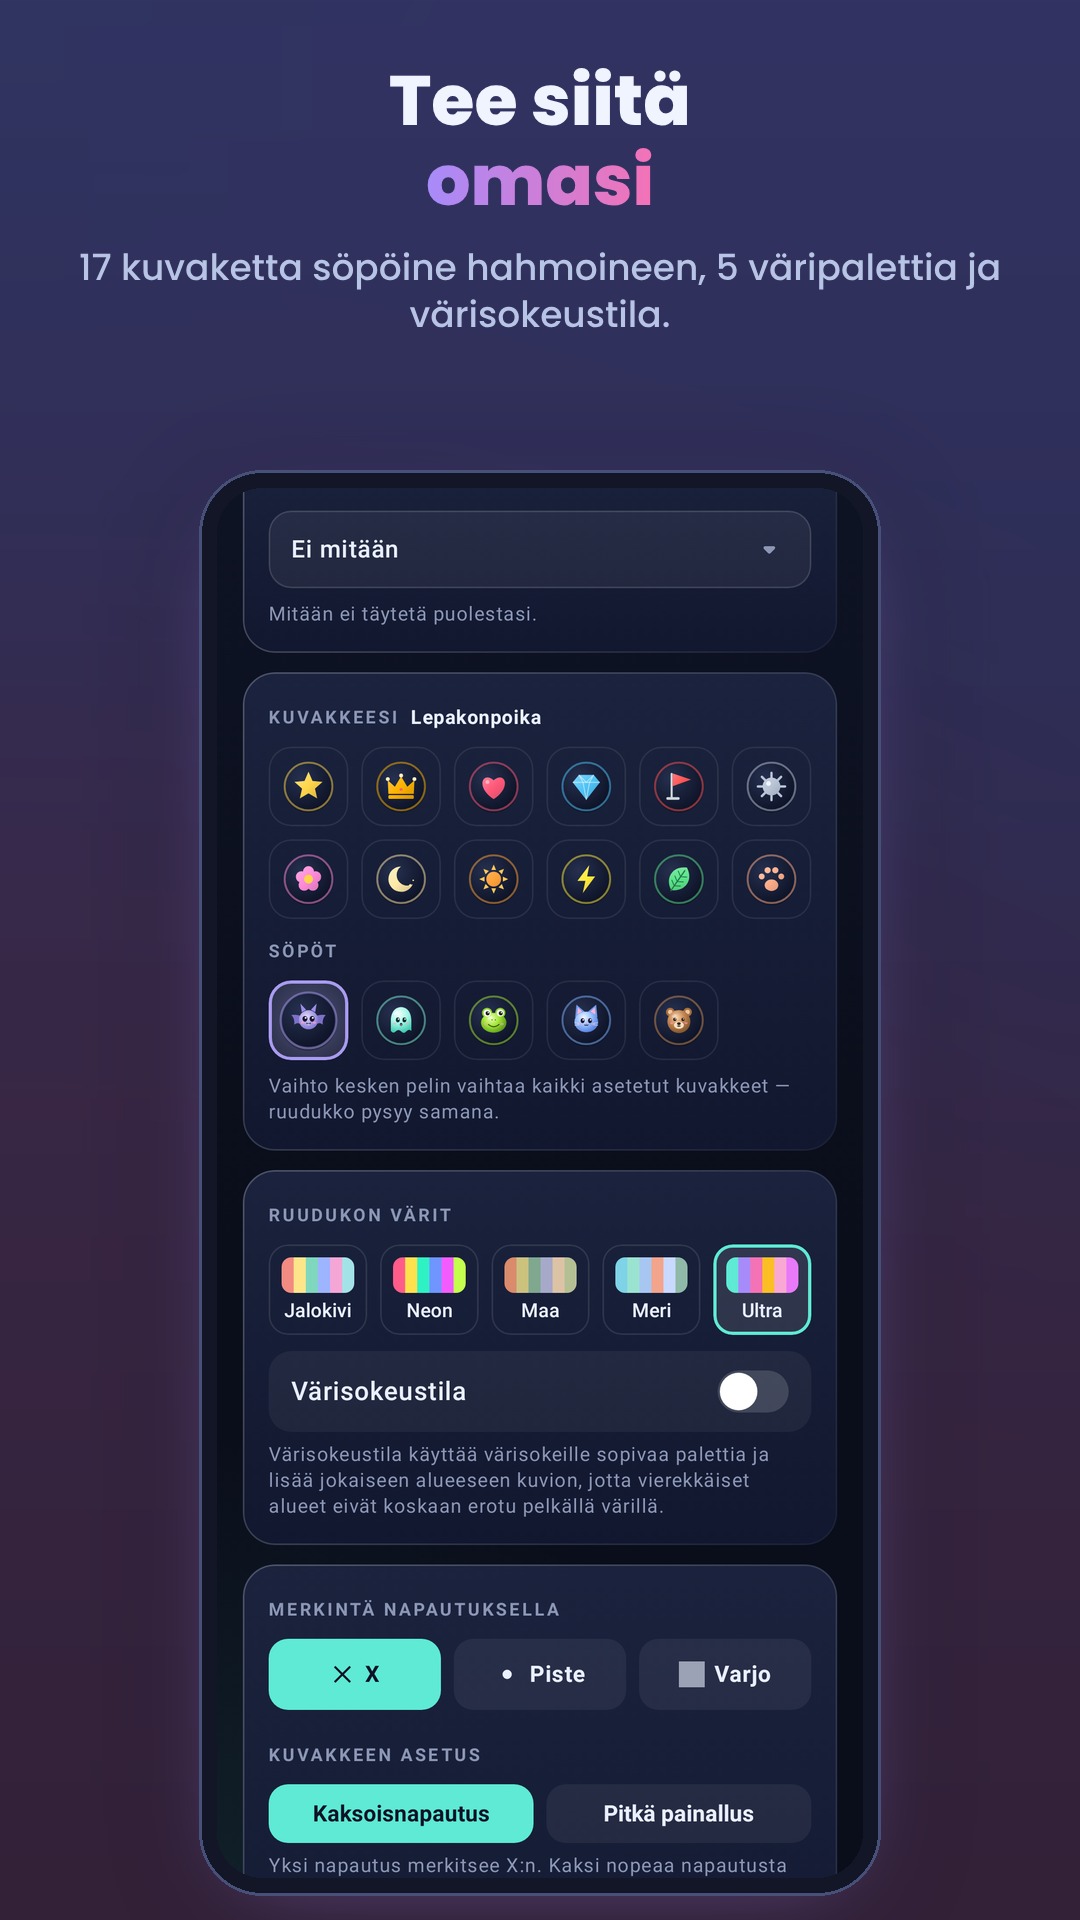 Tee siitä
omasi
17 kuvaketta söpöine hahmoineen, 5 väripalettia ja
värisokeustila.
Ei mitään
Mitään ei täytetä puolestasi.
KUVAKKEESI Lepakonpoika
SÖPÖT
Vaihto kesken pelin vaihtaa kaikki asetetut kuvakkeet —
ruudukko pysyy samana.
RUUDUKON VÄRIT
Jalokivi Neon Maa Meri Ultra
Värisokeustila
Värisokeustila käyttää värisokeille sopivaa palettia ja
lisää jokaiseen alueeseen kuvion, jotta vierekkäiset
alueet eivät koskaan erotu pelkällä värillä.
MERKINTÄ NAPAUTUKSELLA
X Piste Varjo
KUVAKKEEN ASETUS
Kaksoisnapautus Pitkä painallus
Yksi napautus merkitsee X:n. Kaksi nopeaa napautusta